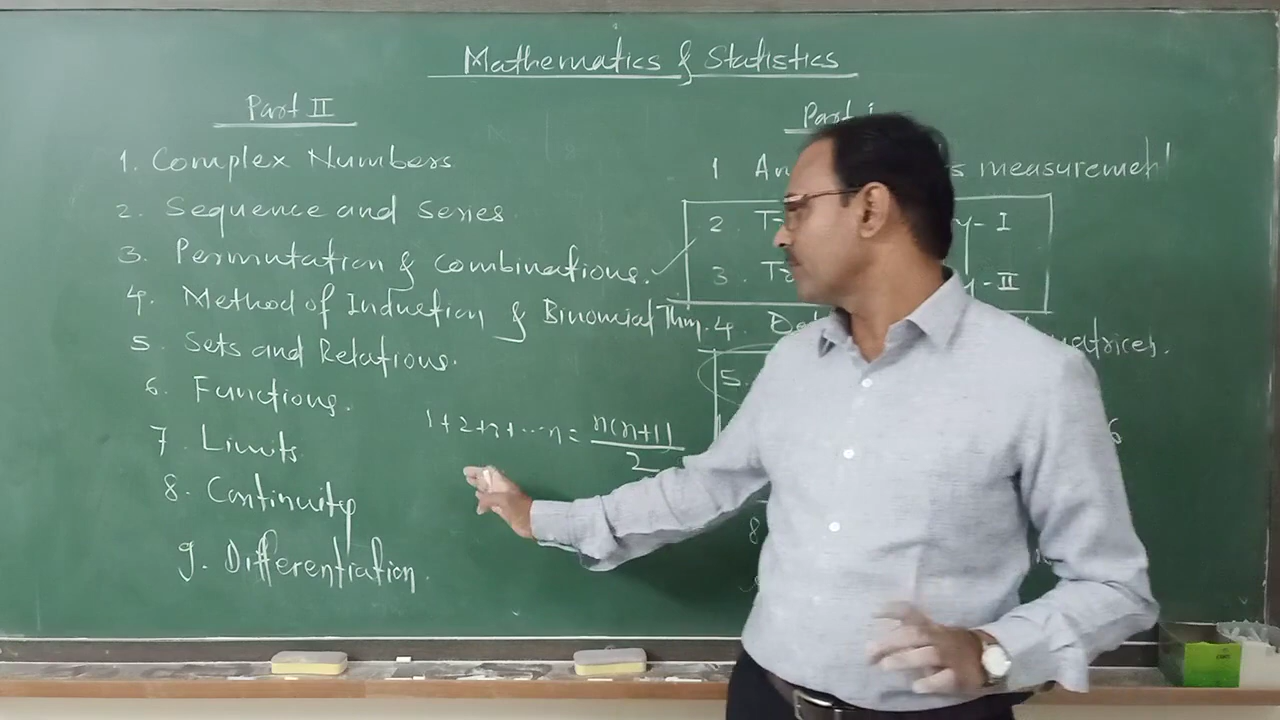 Mathematics & Statistics
Part II
1. Complex Numbers
2. Sequence and Series
3. Permutation & Combinations.
4. Method of Induction & Binomial Thm.
5. Sets and Relations.
6. Functions.
7. Limits
8. Continuity
9. Differentiation.
1+2+3+...n = n(n+1)
2
Part
1 measurement
2. - I
3. - II
4. matrices.
5.
6
8